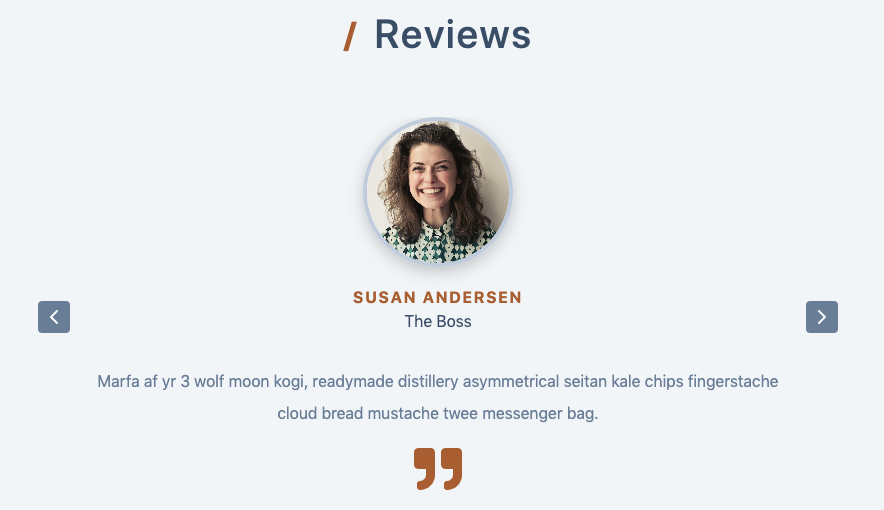 / Reviews
SUSAN ANDERSEN
The Boss
Marfa af yr 3 wolf moon kogi, readymade distillery asymmetrical seitan kale chips fingerstache
cloud bread mustache twee messenger bag.